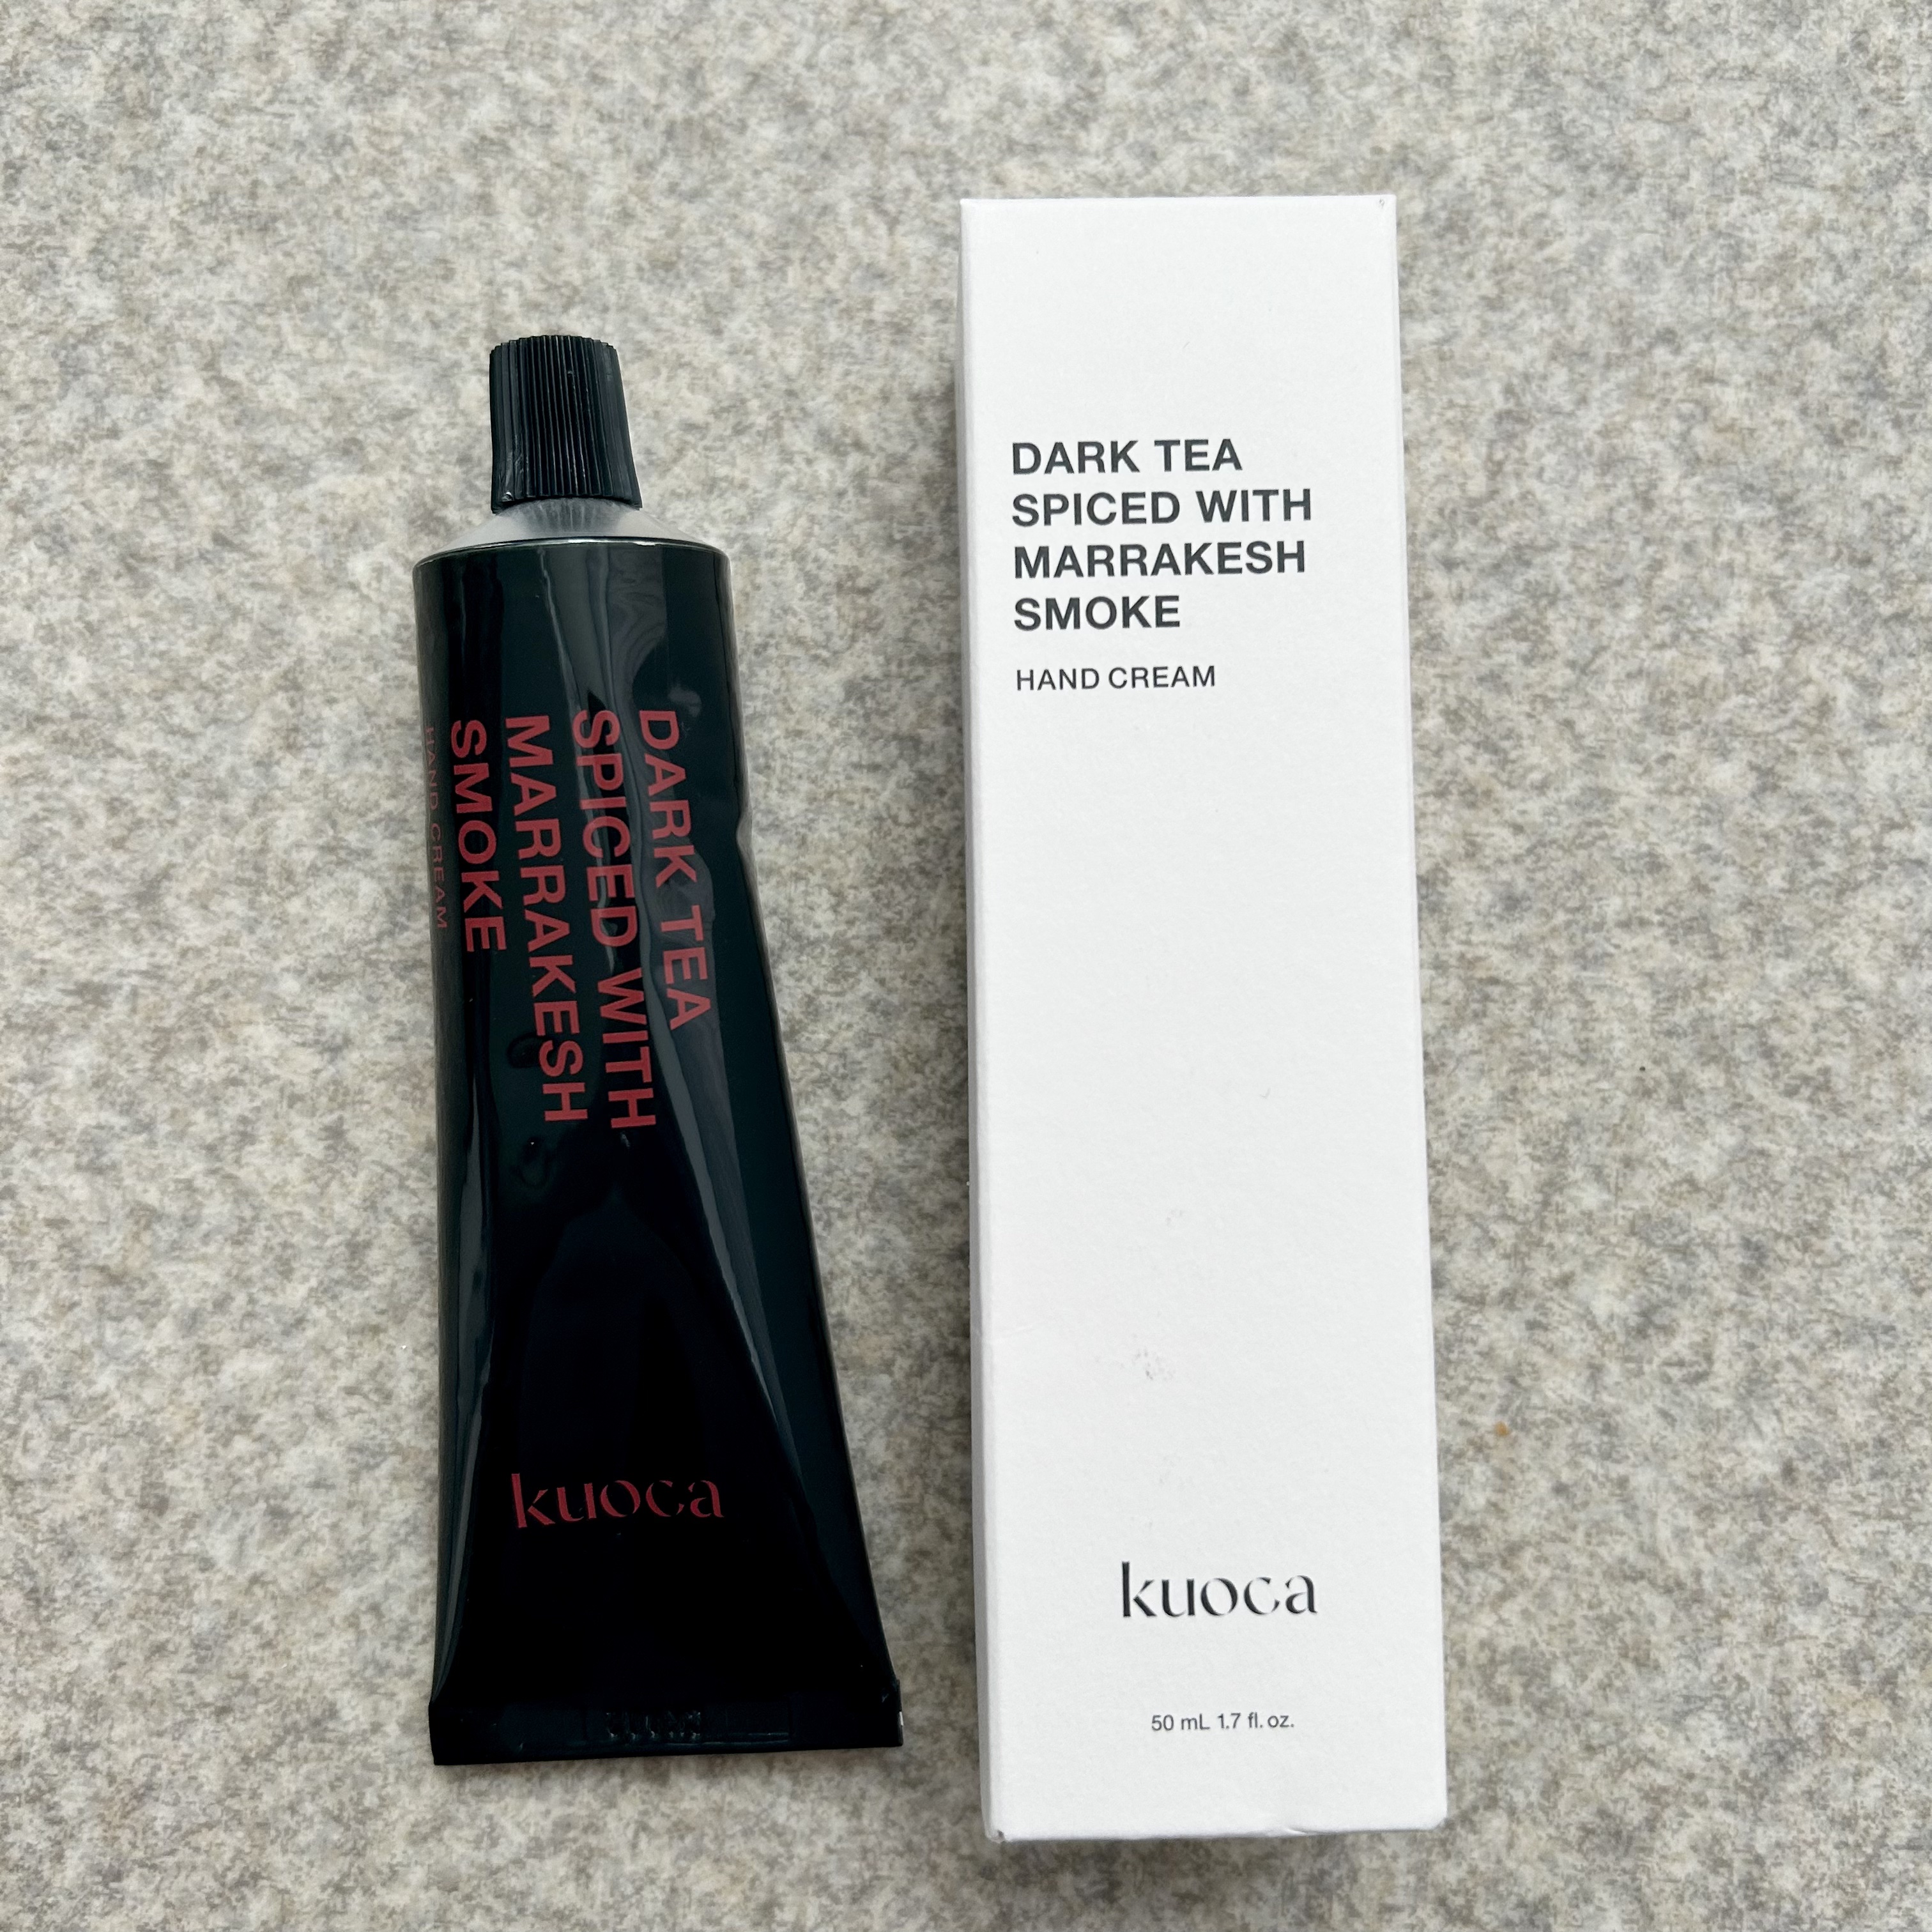 DARK TEA
SPICED WITH
MARRAKESH
SMOKE
HAND CREAM
kuoca
DARK TEA
SPICED WITH
MARRAKESH
SMOKE
HAND CREAM
kuoca
50 mL 1.7 fl. oz.